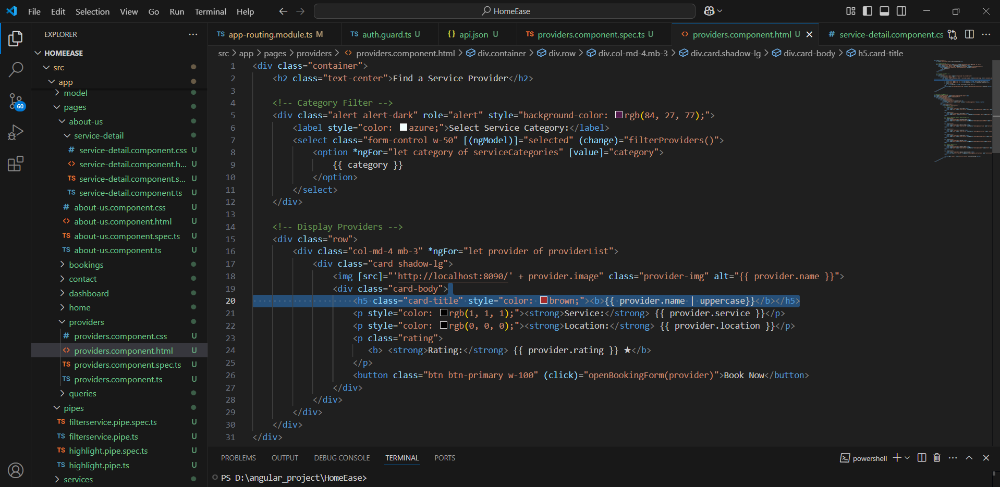 File Edit Selection View Go Run Terminal Help
HomeEase
EXPLORER
HOMEEASE
src
app
model
pages
about-us
service-detail
# service-detail.component.css U
<> service-detail.component.h... U
TS service-detail.component.s... U
TS service-detail.component.ts U
# about-us.component.css U
<> about-us.component.html U
TS about-us.component.spec.ts U
TS about-us.component.ts U
bookings
contact
dashboard
home
providers
# providers.component.css U
<> providers.component.html U
TS providers.component.spec.ts U
TS providers.component.ts U
queries
pipes
TS filterservice.pipe.spec.ts U
TS filterservice.pipe.ts U
TS highlight.pipe.spec.ts U
TS highlight.pipe.ts U
services
60
TS app-routing.module.ts M
TS auth.guard.ts U
{} api.json U
TS providers.component.spec.ts U
<> providers.component.html U
# service-detail.component.cs
src > app > pages > providers > <> providers.component.html > div.container > div.row > div.col-md-4.mb-3 > div.card.shadow-lg > div.card-body > h5.card-title
1 <div class="container">
2 <h2 class="text-center">Find a Service Provider</h2>
3
4 <!-- Category Filter -->
5 <div class="alert alert-dark" role="alert" style="background-color: rgb(84, 27, 77);">
6 <label style="color: azure;">Select Service Category:</label>
7 <select class="form-control w-50" [(ngModel)]="selected" (change)="filterProviders()">
8 <option *ngFor="let category of serviceCategories" [value]="category">
9 {{ category }}
10 </option>
11 </select>
12 </div>
13
14 <!-- Display Providers -->
15 <div class="row">
16 <div class="col-md-4 mb-3" *ngFor="let provider of providerList">
17 <div class="card shadow-lg">
18 <img [src]="'http://localhost:8090/' + provider.image" class="provider-img" alt="{{ provider.name }}">
19 <div class="card-body">
20 <h5 class="card-title" style="color: brown;"><b>{{ provider.name | uppercase}}</b></h5>
21 <p style="color: rgb(1, 1, 1);"><strong>Service:</strong> {{ provider.service }}</p>
22 <p style="color: rgb(0, 0, 0);"><strong>Location:</strong> {{ provider.location }}</p>
23 <p class="rating">
24 <b> <strong>Rating:</strong> {{ provider.rating }} ★</b>
25 </p>
26 <button class="btn btn-primary w-100" (click)="openBookingForm(provider)">Book Now</button>
27 </div>
28 </div>
29 </div>
30 </div>
31 </div>
PROBLEMS OUTPUT DEBUG CONSOLE TERMINAL PORTS
powershell
PS D:\angular_project\HomeEase>